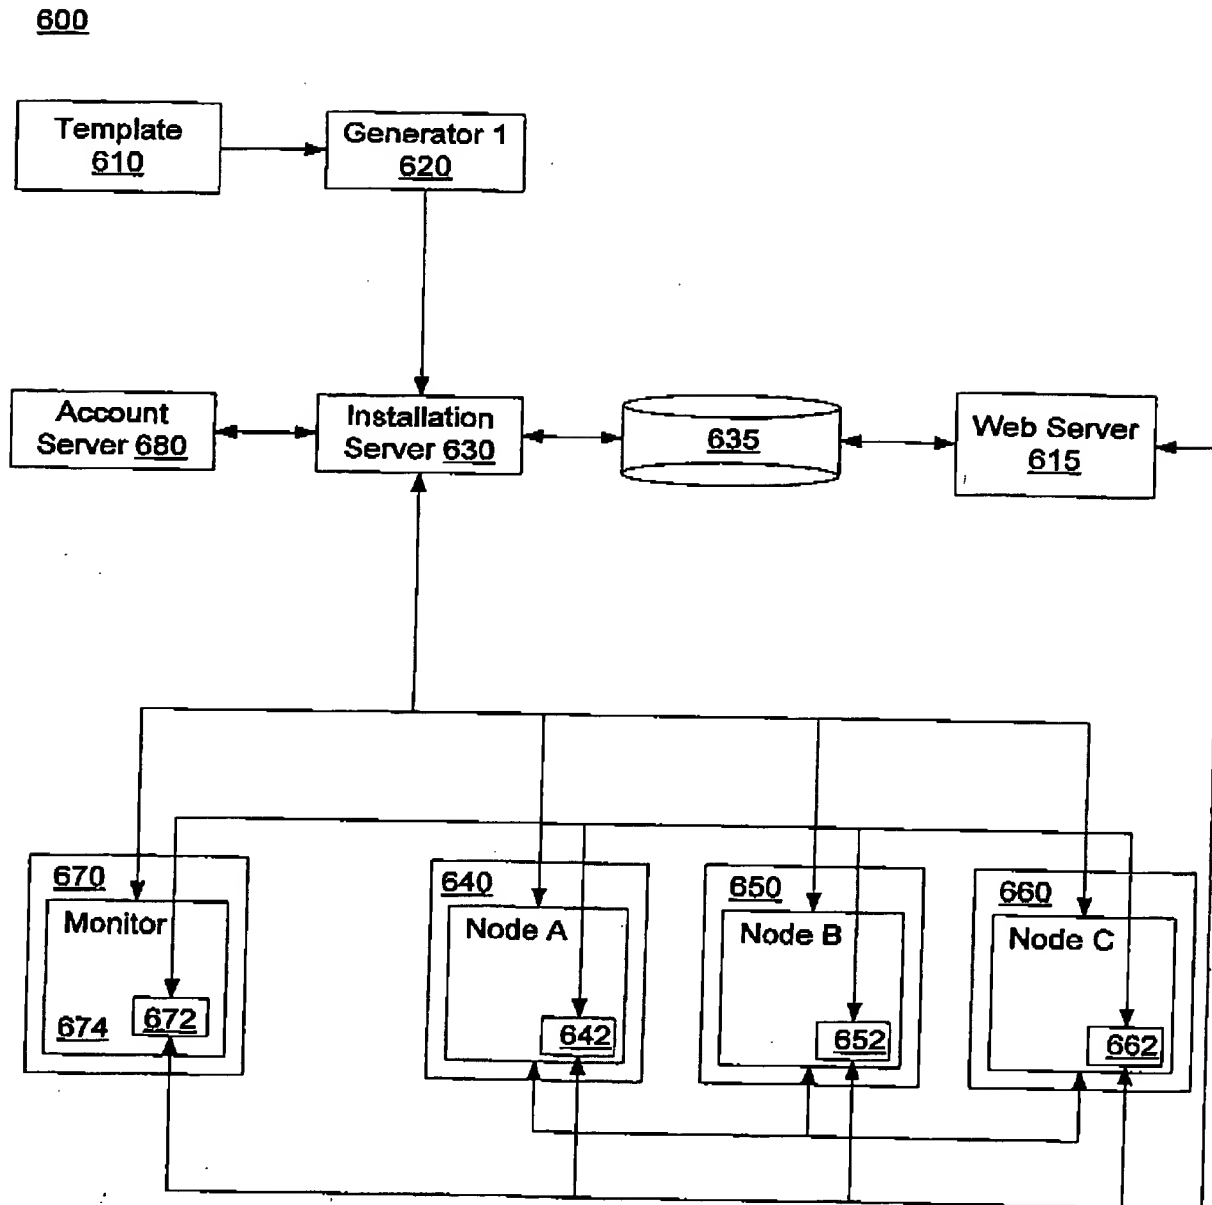 600
Template
610
Generator 1
620
Account
Server 680
Installation
Server 630
635
Web Server
615
670
Monitor
674
672
640
Node A
642
650
Node B
652
660
Node C
662